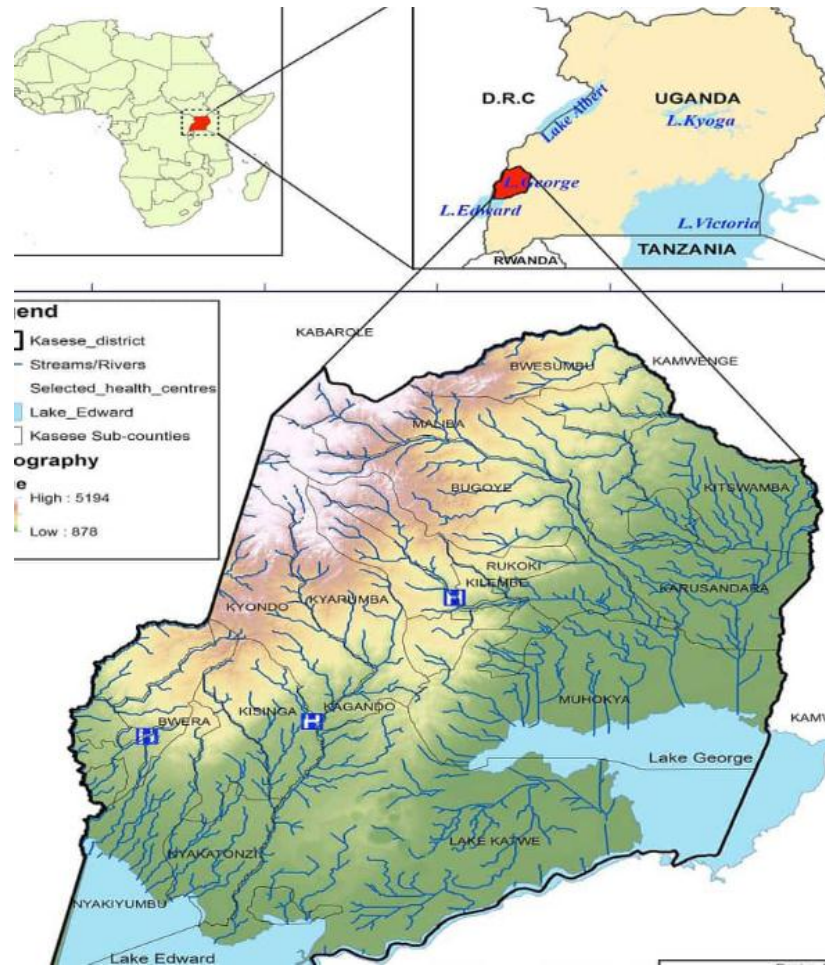 D.R.C
UGANDA
Lake Albert
L.Kyoga
L.George
L.Edward
L.Victoria
TANZANIA
RWANDA
end
Kasese_district
Streams/Rivers
Selected_health_centres
Lake_Edward
Kasese Sub-counties
ography
e
High : 5194
Low : 878
KABAROLE
BWESUMBU
KAMWENGE
MALIBA
BUGOYE
KITSWAMBA
RUKOKI
KILEMBE
KARUSANDARA
KYONDO
KYARUMBA
H
MUHOKYA
KISINGA
KAGANDO
BWERA
H
H
KAMW
Lake George
LAKE KATWE
NYAKATONZI
NYAKIYUMBU
Lake Edward